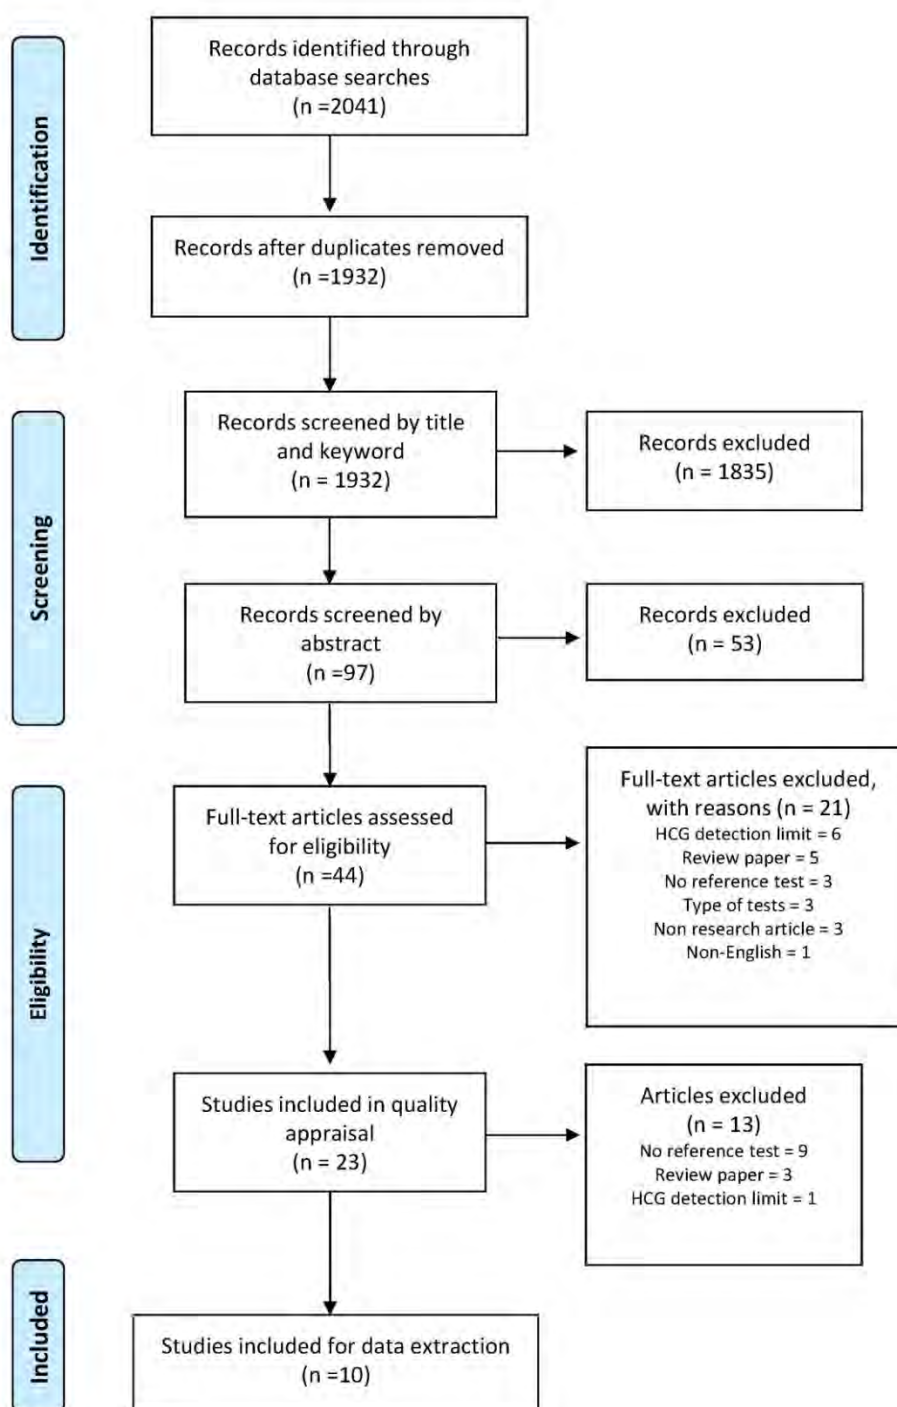 Identification
Records identified through
database searches
(n =2041)
Records after duplicates removed
(n =1932)
Screening
Records screened by title
and keyword
(n = 1932)
Records excluded
(n = 1835)
Records screened by
abstract
(n =97)
Records excluded
(n = 53)
Eligibility
Full-text articles assessed
for eligibility
(n =44)
Full-text articles excluded,
with reasons (n = 21)
HCG detection limit = 6
Review paper = 5
No reference test = 3
Type of tests = 3
Non research article = 3
Non-English = 1
Studies included in quality
appraisal
(n = 23)
Articles excluded
(n = 13)
No reference test = 9
Review paper = 3
HCG detection limit = 1
Included
Studies included for data extraction
(n =10)